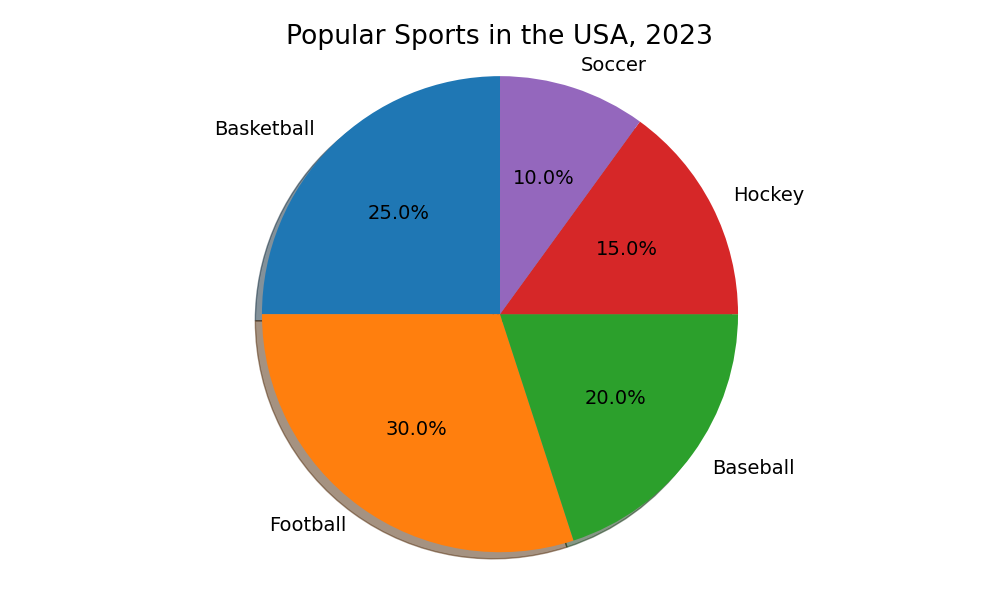 Popular Sports in the USA, 2023
Soccer
Basketball
10.0%
Hockey
25.0%
15.0%
20.0%
30.0%
Baseball
Football